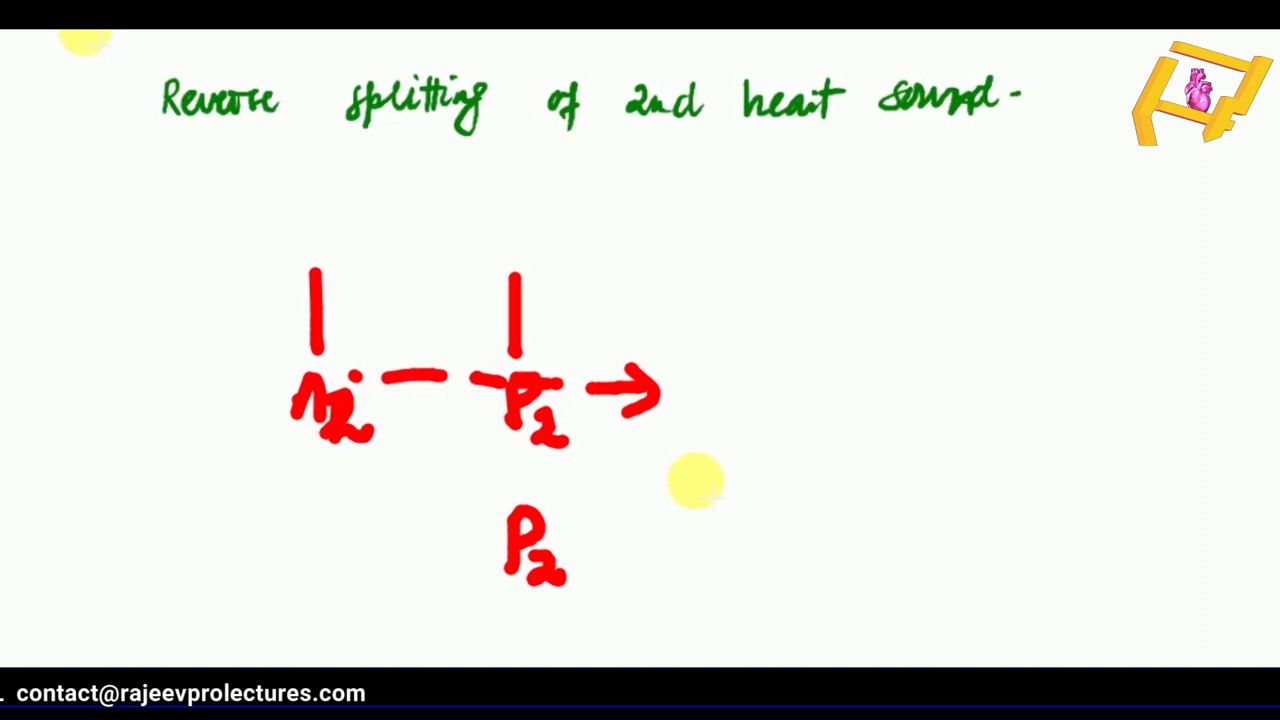 Reverse splitting of 2nd heart sound -
A2 P2
P2
. contact@rajeevprolectures.com